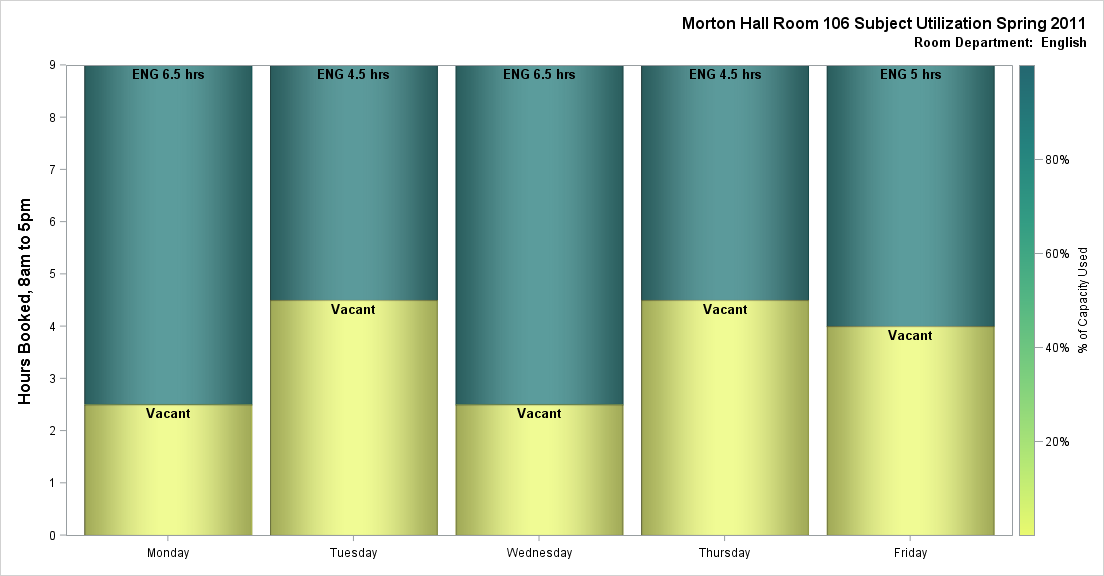 Morton Hall Room 106 Subject Utilization Spring 2011
Room Department:  English
Hours Booked, 8am to 5pm
9
8
7
6
5
4
3
2
1
0
ENG 6.5 hrs
ENG 4.5 hrs
ENG 6.5 hrs
ENG 4.5 hrs
ENG 5 hrs
Vacant
Vacant
Vacant
Vacant
Vacant
Monday
Tuesday
Wednesday
Thursday
Friday
80%
60%
40%
20%
% of Capacity Used